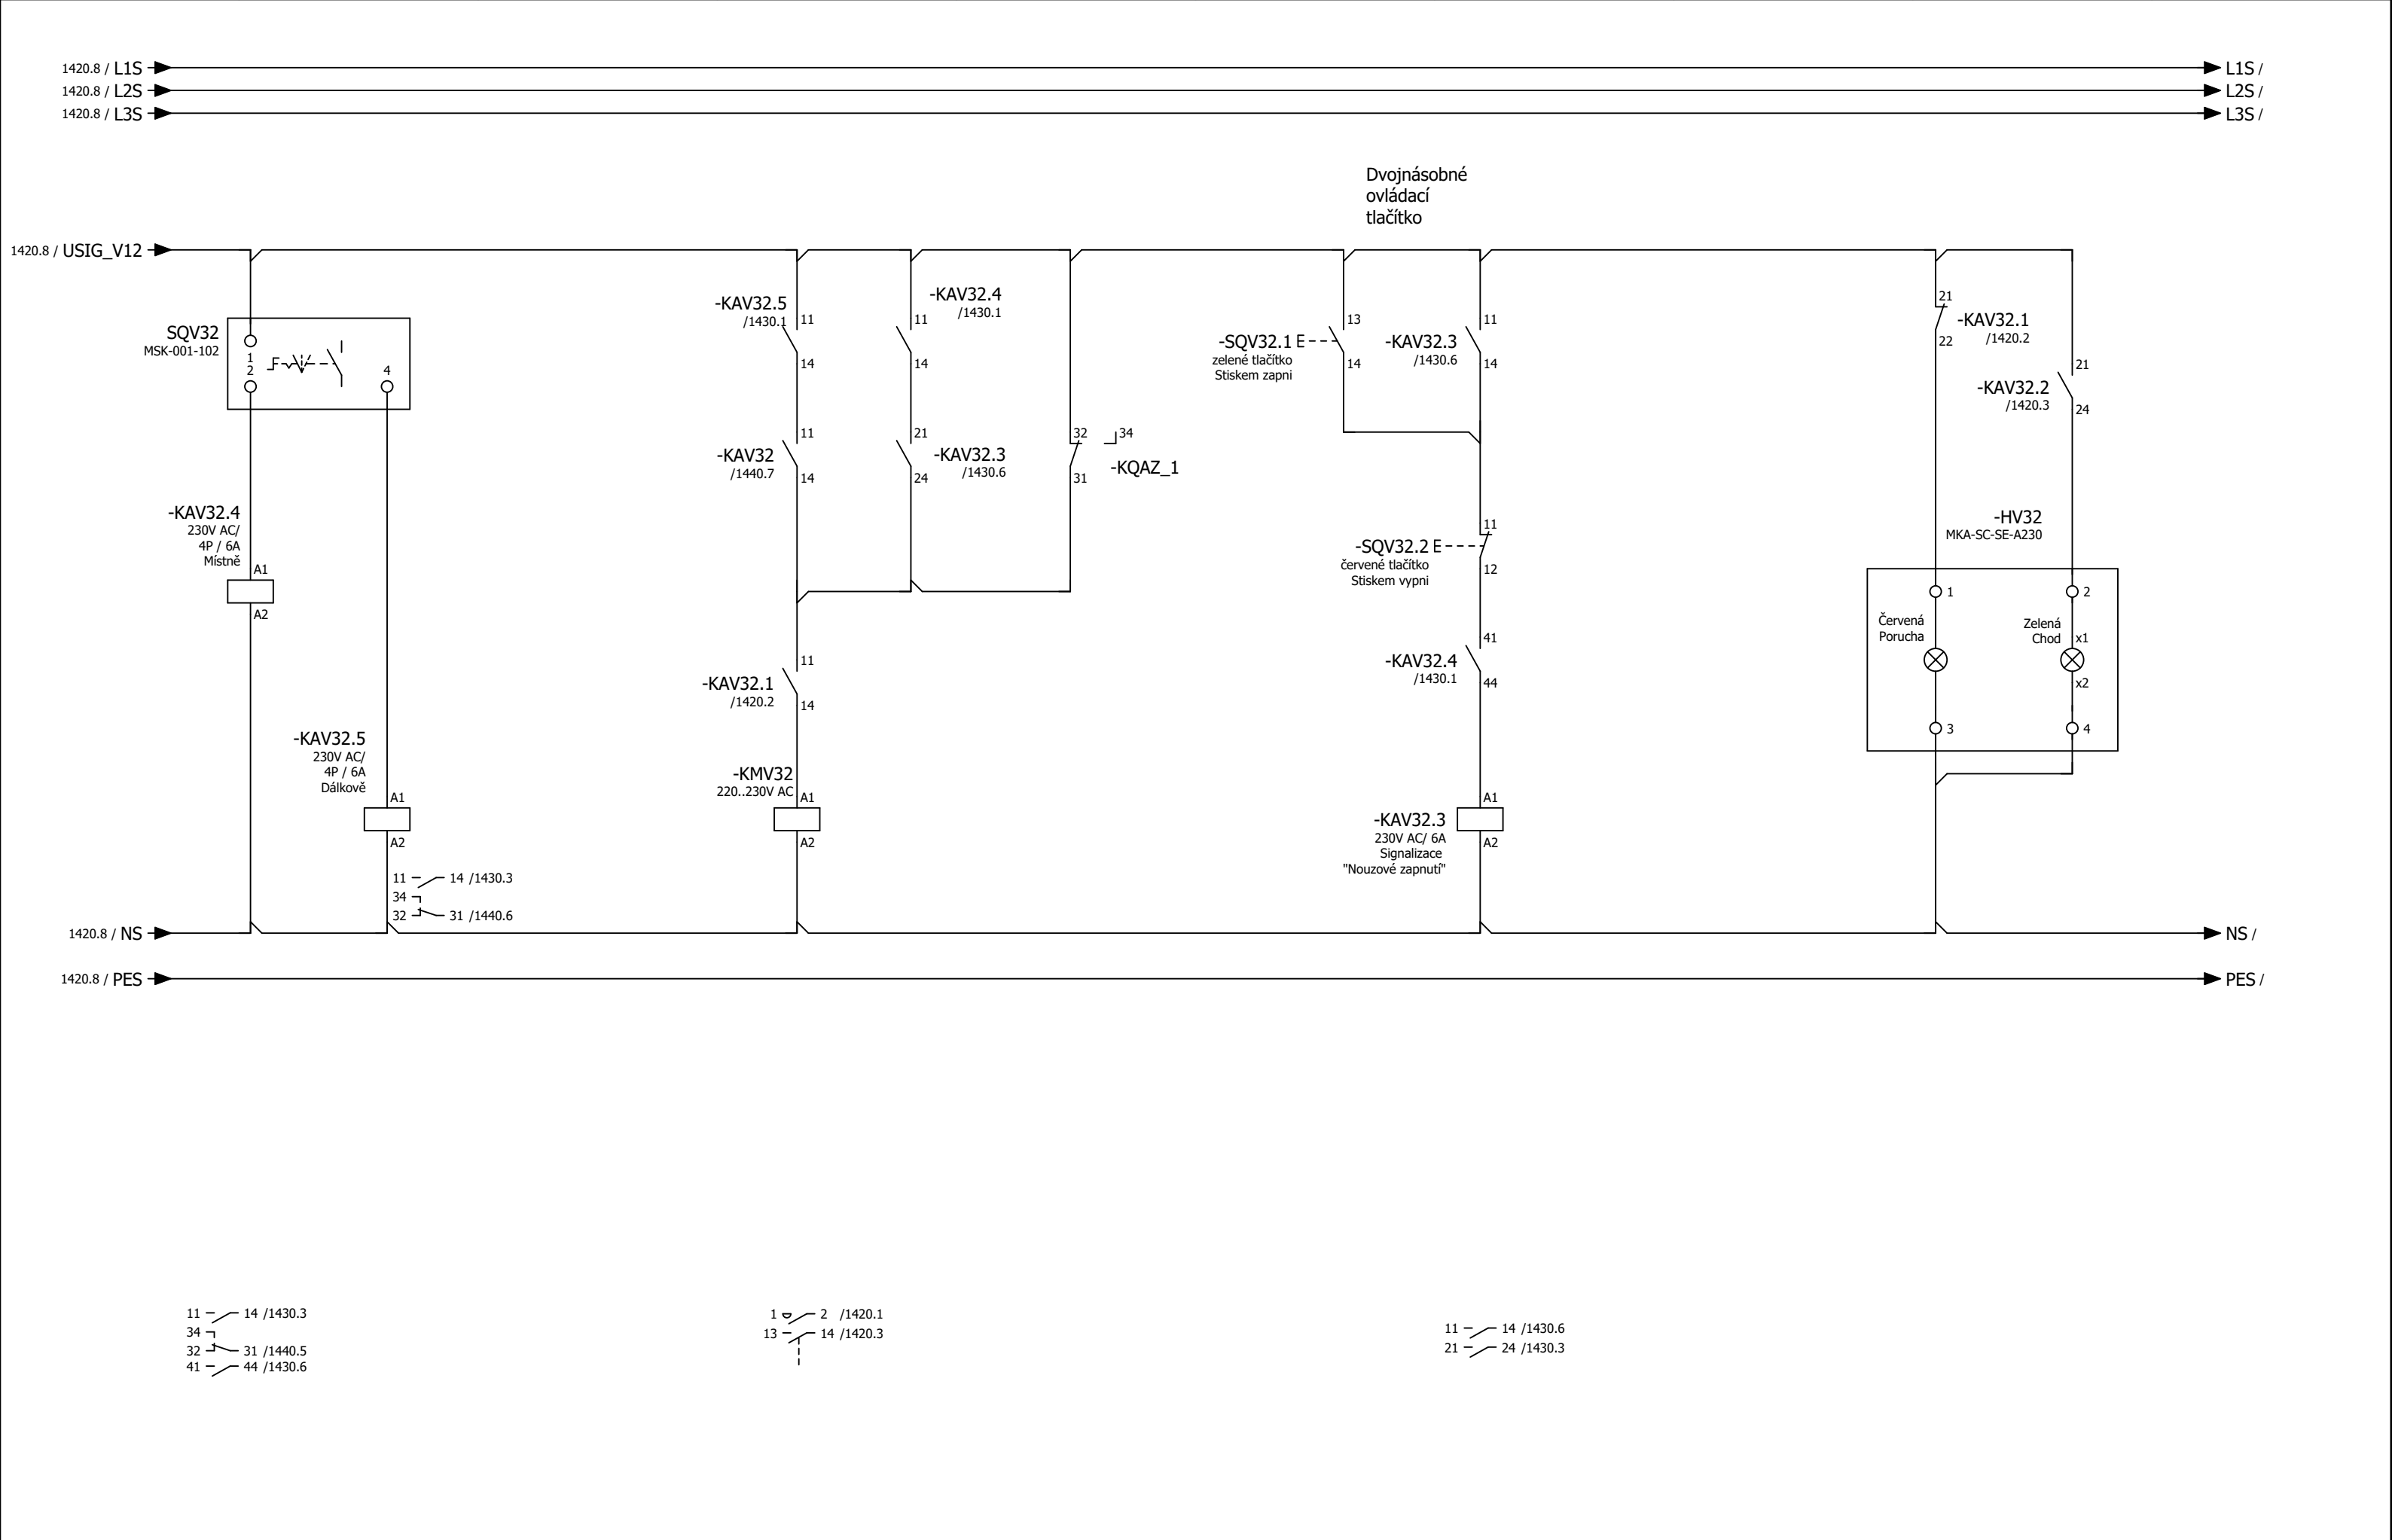 1420.8 / L1S
L1S /
1420.8 / L2S
L2S /
1420.8 / L3S
L3S /
Dvojnásobné
ovládací
tlačítko
1420.8 / USIG_V12
SQV32
MSK-001-102
1
2
4
-KAV32.4
230V AC/
4P / 6A
Místně
A1
A2
-KAV32.5
230V AC/
4P / 6A
Dálkově
A1
A2
11 14 /1430.3
34
32 31 /1440.6
-KAV32.5
/1430.1
11
14
-KAV32
/1440.7
11
14
-KAV32.4
/1430.1
11
14
21
-KAV32.3
/1430.6
24
32
34
-KQAZ_1
31
11
-KAV32.1
/1420.2
14
-KMV32
220..230V AC
A1
A2
13
-SQV32.1 E
zelené tlačítko
Stiskem zapni
14
11
-KAV32.3
/1430.6
14
11
-SQV32.2 E
červené tlačítko
Stiskem vypni
12
41
-KAV32.4
/1430.1
44
A1
-KAV32.3
230V AC/ 6A
Signalizace
"Nouzové zapnutí"
A2
21
-KAV32.1
/1420.2
22
21
-KAV32.2
/1420.3
24
-HV32
MKA-SC-SE-A230
1
2
Červená
Porucha
Zelená
Chod
x1
x2
3
4
1420.8 / NS
NS /
1420.8 / PES
PES /
11 14 /1430.3
34
32 31 /1440.5
41 44 /1430.6
1 2 /1420.1
13 14 /1420.3
11 14 /1430.6
21 24 /1430.3